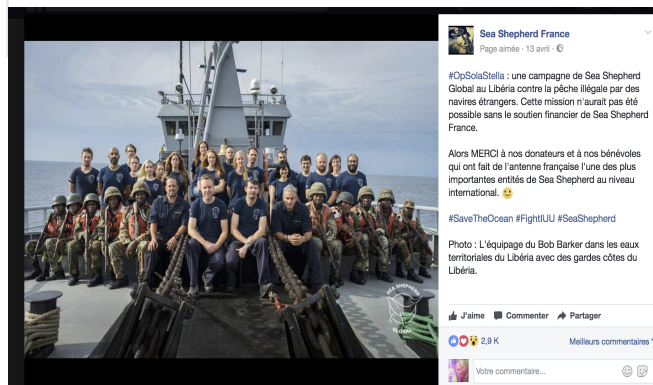 Sea Shepherd France
Page aimée · 13 avril ·
#OpSolaStella : une campagne de Sea Shepherd
Global au Libéria contre la pêche illégale par des
navires étrangers. Cette mission n'aurait pas été
possible sans le soutien financier de Sea Shepherd
France.
Alors MERCI à nos donateurs et à nos bénévoles
qui ont fait de l'antenne française l'une des plus
importantes entités de Sea Shepherd au niveau
international.
#SaveTheOcean #FightIUU #SeaShepherd
Photo : L'équipage du Bob Barker dans les eaux
territoriales du Libéria avec des gardes côtes du
Libéria.
J'aime Commenter Partager
2,9 K Meilleurs commentaires
Votre commentaire...
SEA SHEPHERD
GLOBAL